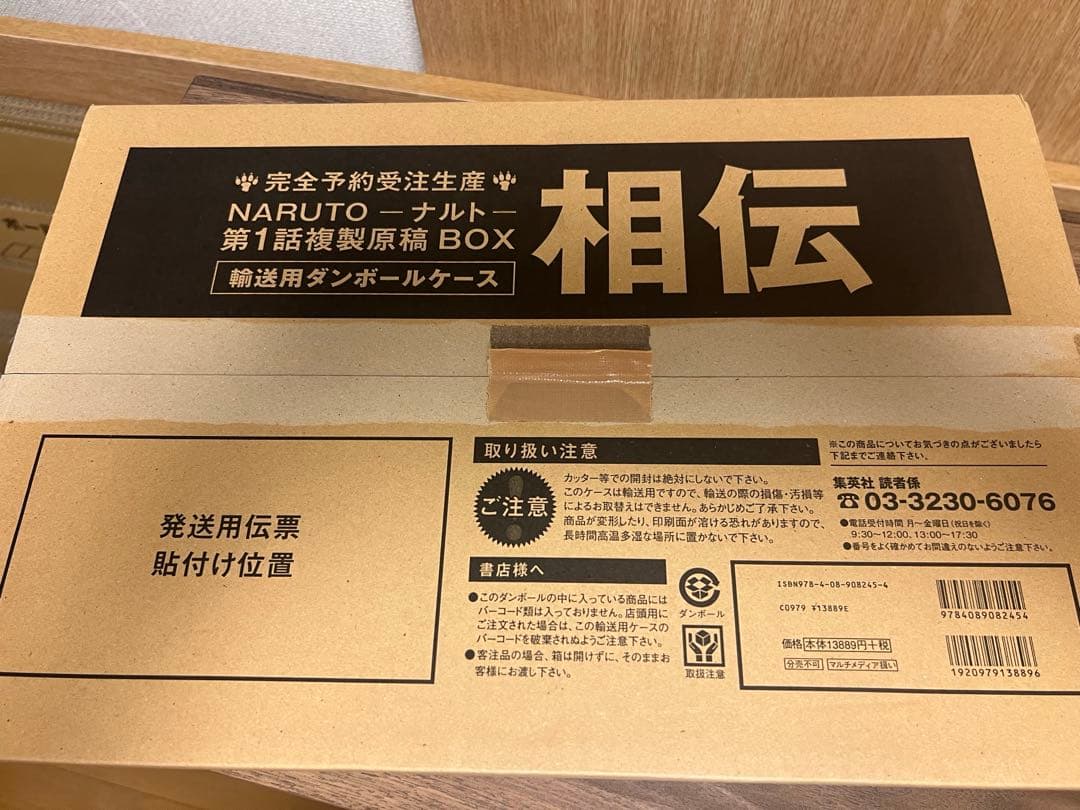 完全予約受注生産
NARUTO ―ナルト―
第1話複製原稿 BOX
輸送用ダンボールケース
相伝
発送用伝票
貼付け位置
取り扱い注意
ご注意
カッター等での開封は絶対にしないで下さい。
このケースは輸送用ですので、輸送の際の損傷・汚損等
によるお取替えはできません。あらかじめご了承下さい。
商品が変形したり、印刷面が溶ける恐れがありますので、
長時間高温多湿な場所に置かないで下さい。
書店様へ
●このダンボールの中に入っている商品には
バーコード類は入っておりません。店頭用に
ご注文された場合は、この輸送用ケースの
バーコードを破棄されぬようご注意下さい。
●客注品の場合、箱は開けずに、そのままお
客様にお渡し下さい。
ダンボール
取扱注意
※この商品についてお気づきの点がございましたら
下記までご連絡下さい。
集英社 読者係
☎03-3230-6076
●電話受付時間 月〜金曜日(祝日を除く)
9:30〜12:00、13:00〜17:30
●番号をよく確かめてお間違えのないようご注意下さい。
ISBN978-4-08-908245-4
C0979 ¥13889E
価格 本体13889円+税
分売不可 マルチメディア扱い
9784089082454
1920979138896